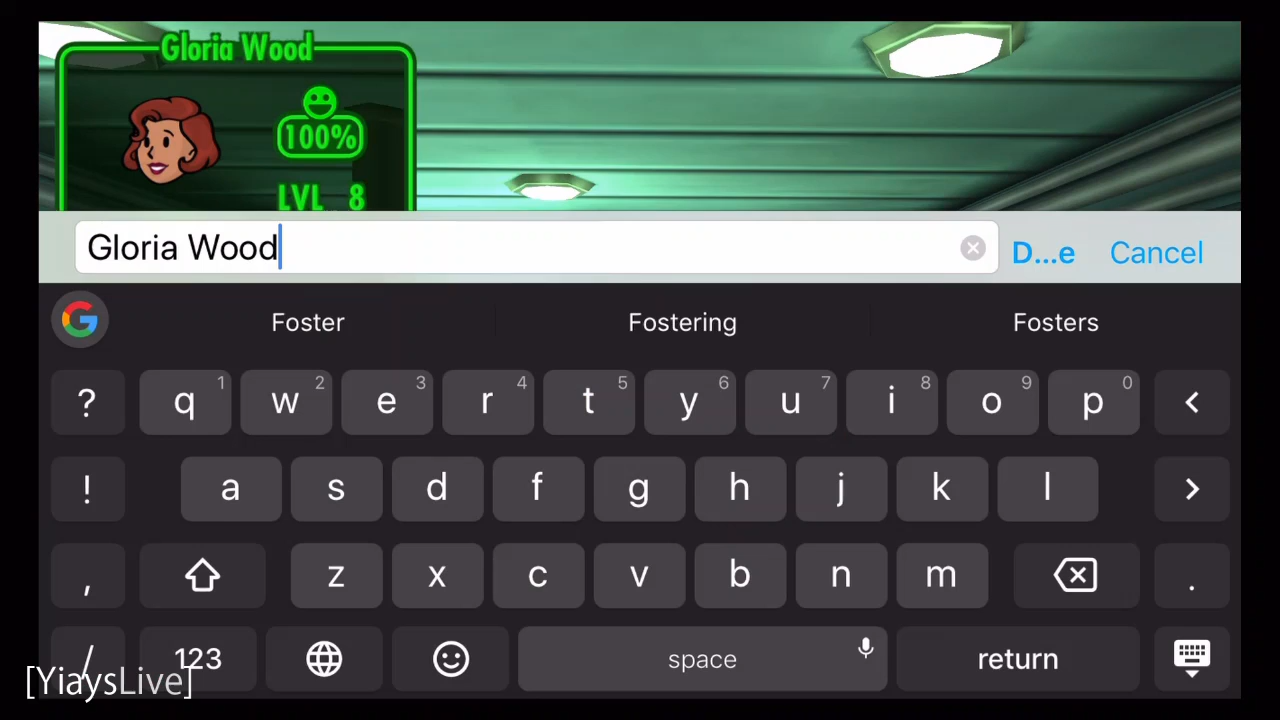 Gloria Wood
100%
LVL 8
Gloria Wood
D...e Cancel
G Foster Fostering Fosters
? q 1 w 2 e 3 r 4 t 5 y 6 u 7 i 8 o 9 p 0 <
! a s d f g h j k l >
, z x c v b n m .
/ 123 space return
[YiaysLive]